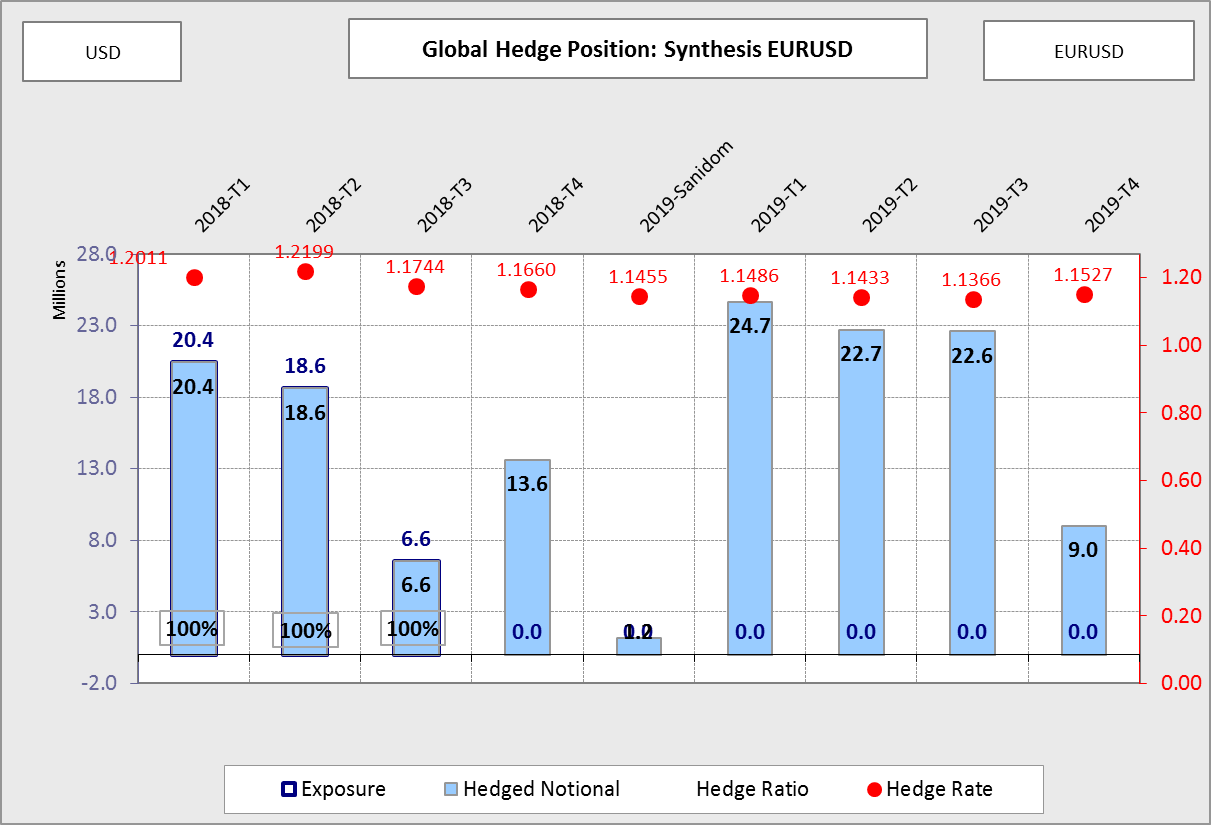 USD
Global Hedge Position: Synthesis EURUSD
EURUSD
2018-T1
2018-T2
2018-T3
2018-T4
2019-Sanidom
2019-T1
2019-T2
2019-T3
2019-T4
Millions
28.0
23.0
18.0
13.0
8.0
3.0
-2.0
1.2011
1.2199
1.1744
1.1660
1.1455
1.1486
1.1433
1.1366
1.1527
20.4
18.6
6.6
20.4
18.6
6.6
13.6
1.2
24.7
22.7
22.6
9.0
100%
100%
100%
0.0
0.0
0.0
0.0
0.0
0.0
1.20
1.00
0.80
0.60
0.40
0.20
0.00
Exposure
Hedged Notional
Hedge Ratio
Hedge Rate